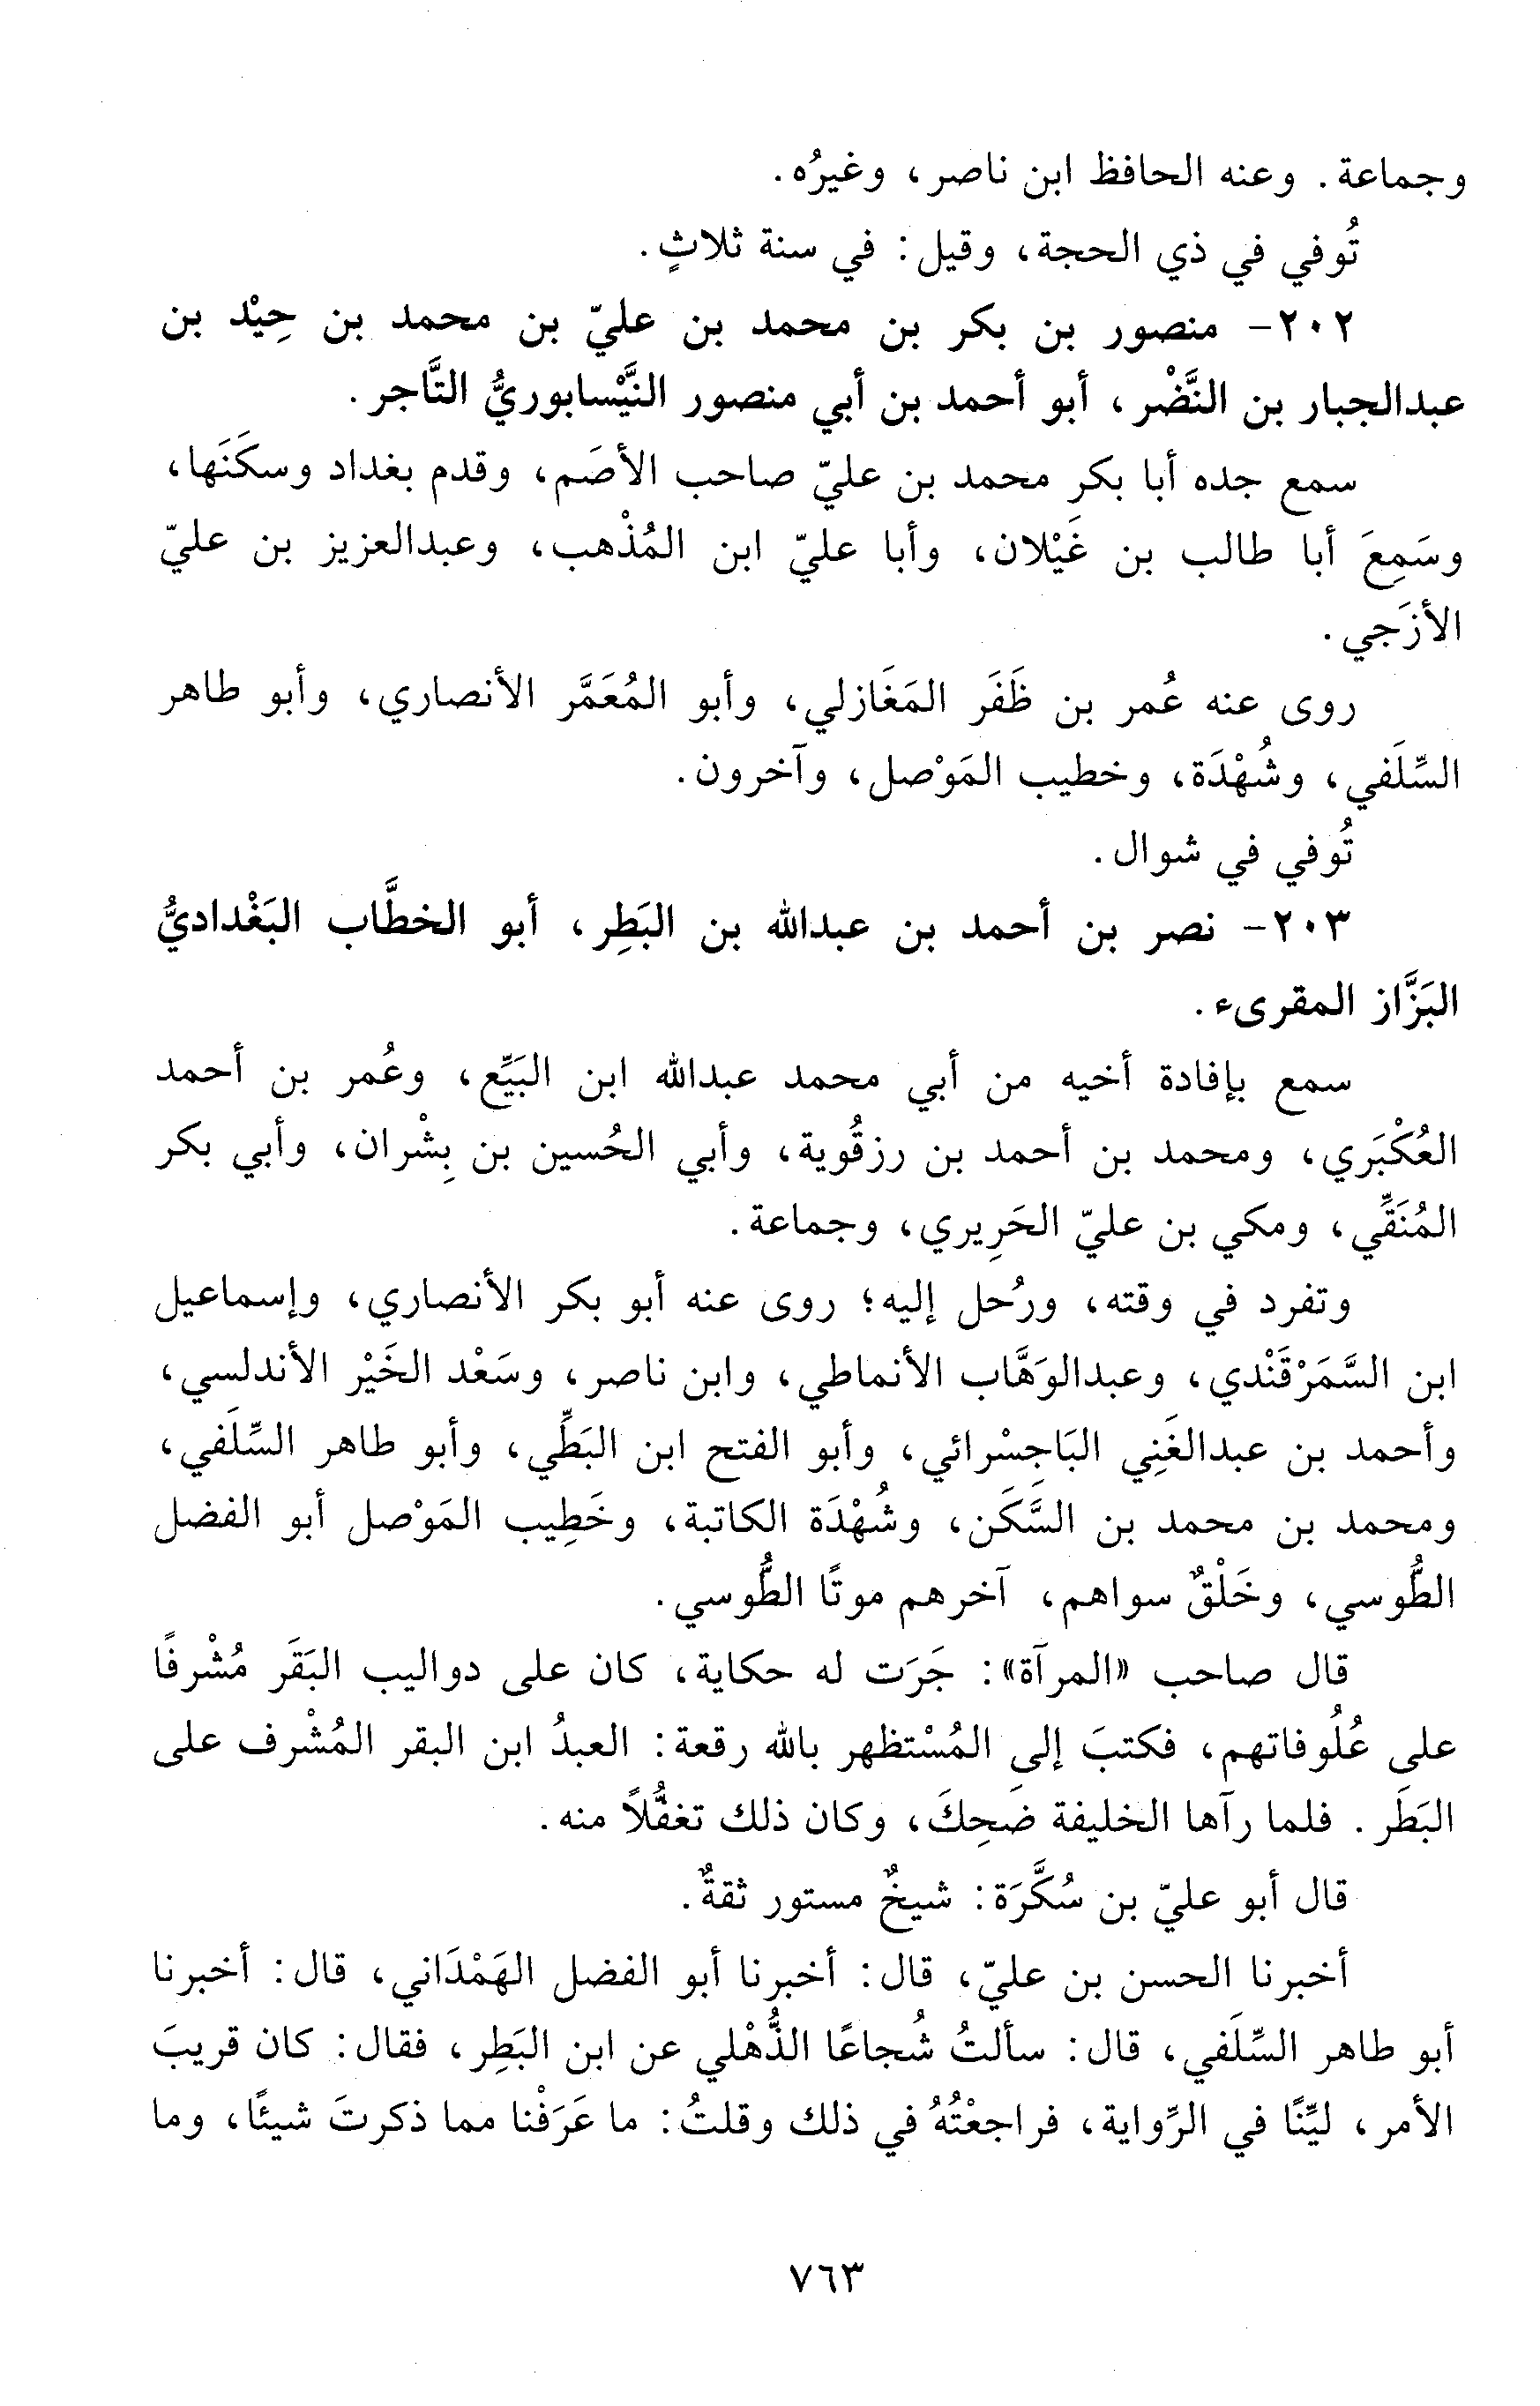 وجماعة. وعنه الحافظ ابن ناصر، وغيرُه.
تُوفي في ذي الحجة، وقيل: في سنة ثلاثٍ.
٢٠٢- منصور بن بكر بن محمد بن عليّ بن محمد بن حِيْد بن
عبدالجبار بن النَّضْر، أبو أحمد بن أبي منصور النَّيْسابوريُّ التَّاجر.
سمع جده أبا بكر محمد بن عليّ صاحب الأصَم، وقدم بغداد وسكَنَها،
وسَمِعَ أبا طالب بن غَيْلان، وأبا عليّ ابن المُذْهب، وعبدالعزيز بن عليّ
الأزَجي.
روى عنه عُمر بن ظَفَر المَغَازلي، وأبو المُعَمَّر الأنصاري، وأبو طاهر
السِّلَفي، وشُهْدَة، وخطيب المَوْصل، وآخرون.
تُوفي في شوال.
٢٠٣- نصر بن أحمد بن عبدالله بن البَطِر، أبو الخطَّاب البَغْداديُّ
البَزَّاز المقرىء.
سمع بإفادة أخيه من أبي محمد عبدالله ابن البَيِّع، وعُمر بن أحمد
العُكْبَري، ومحمد بن أحمد بن رزقُوية، وأبي الحُسين بن بِشْران، وأبي بكر
المُنَقِّي، ومكي بن عليّ الحَرِيري، وجماعة.
وتفرد في وقته، ورُحل إليه؛ روى عنه أبو بكر الأنصاري، وإسماعيل
ابن السَّمَرْقَنْدي، وعبدالوَهَّاب الأنماطي، وابن ناصر، وسَعْد الخَيْر الأندلسي،
وأحمد بن عبدالغَنِي البَاجِسْرائي، وأبو الفتح ابن البَطِّي، وأبو طاهر السِّلَفي،
ومحمد بن محمد بن السَّكَن، وشُهْدَة الكاتبة، وخَطِيب المَوْصل أبو الفضل
الطُّوسي، وخَلْقٌ سواهم، آخرهم موتًا الطُّوسي.
قال صاحب «المرآة»: جَرَت له حكاية، كان على دواليب البَقَر مُشْرفًا
على عُلُوفاتهم، فكتبَ إلى المُسْتظهر بالله رقعة: العبدُ ابن البقر المُشْرف على
البَطَر. فلما رآها الخليفة ضَحِكَ، وكان ذلك تغفُّلاً منه.
قال أبو عليّ بن سُكَّرَة: شيخٌ مستور ثقةٌ.
أخبرنا الحسن بن عليّ، قال: أخبرنا أبو الفضل الهَمْدَاني، قال: أخبرنا
أبو طاهر السِّلَفي، قال: سألتُ شُجاعًا الذُّهْلي عن ابن البَطِر، فقال: كان قريبَ
الأمر، ليِّنًا في الرِّواية، فراجعْتُهُ في ذلك وقلتُ: ما عَرَفْنا مما ذكرتَ شيئًا، وما
٧٦٣